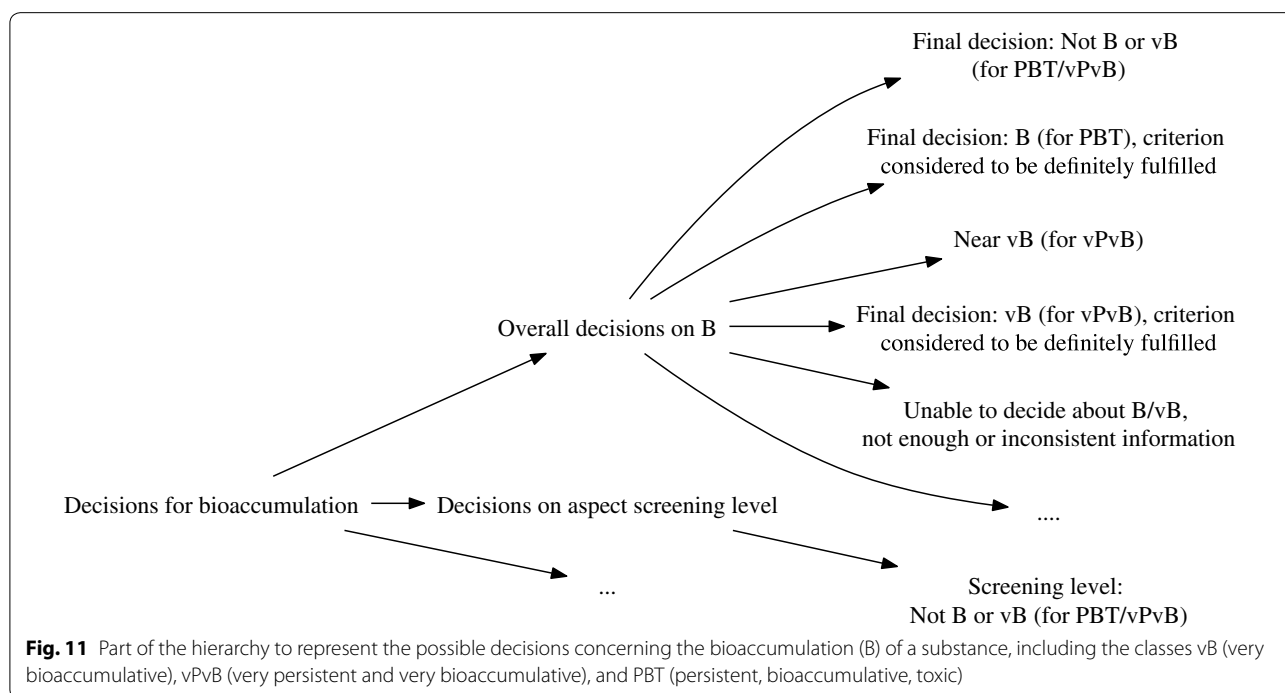 Final decision: Not B or vB
(for PBT/vPvB)
Final decision: B (for PBT), criterion
considered to be definitely fulfilled
Near vB (for vPvB)
Overall decisions on B
Final decision: vB (for vPvB), criterion
considered to be definitely fulfilled
Unable to decide about B/vB,
not enough or inconsistent information
Decisions for bioaccumulation
Decisions on aspect screening level
....
...
Screening level:
Not B or vB (for PBT/vPvB)
Fig. 11 Part of the hierarchy to represent the possible decisions concerning the bioaccumulation (B) of a substance, including the classes vB (very
bioaccumulative), vPvB (very persistent and very bioaccumulative), and PBT (persistent, bioaccumulative, toxic)